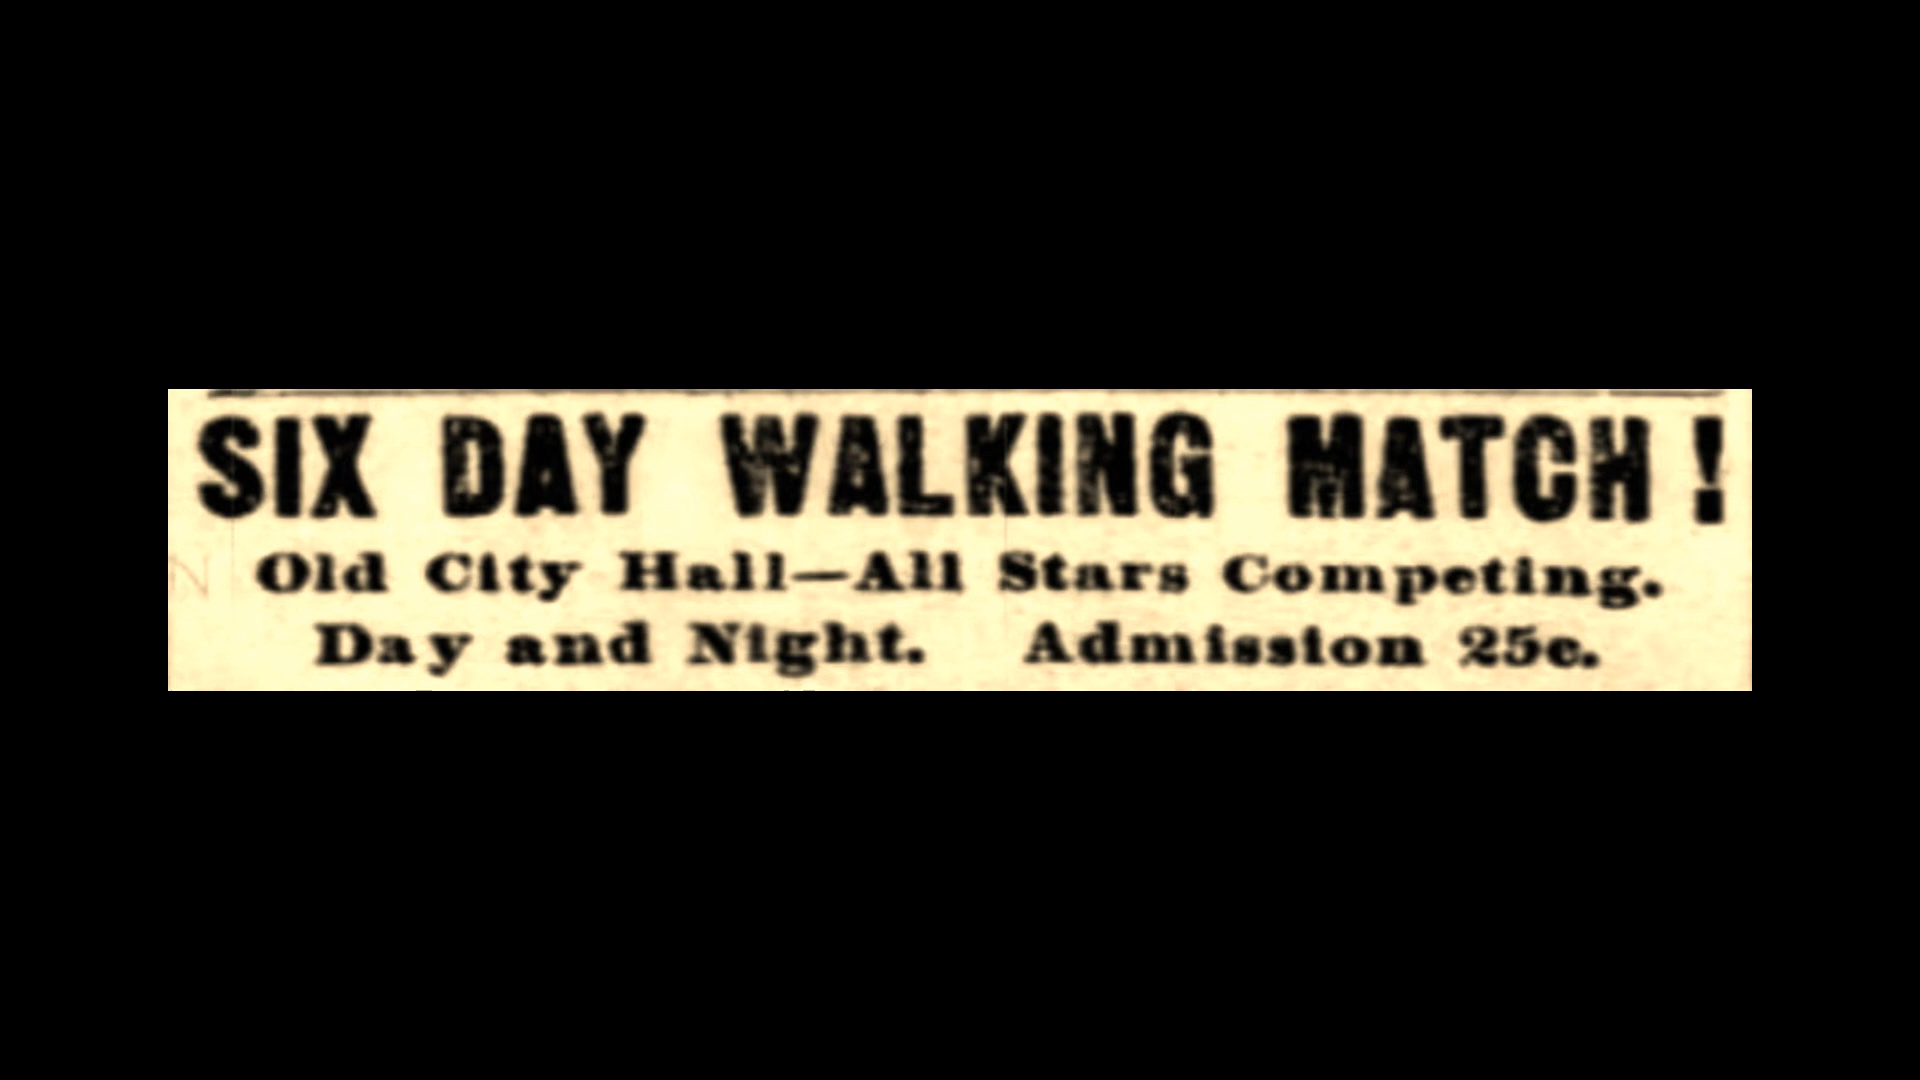 SIX DAY WALKING MATCH!
Old City Hall—All Stars Competing.
Day and Night. Admission 25c.